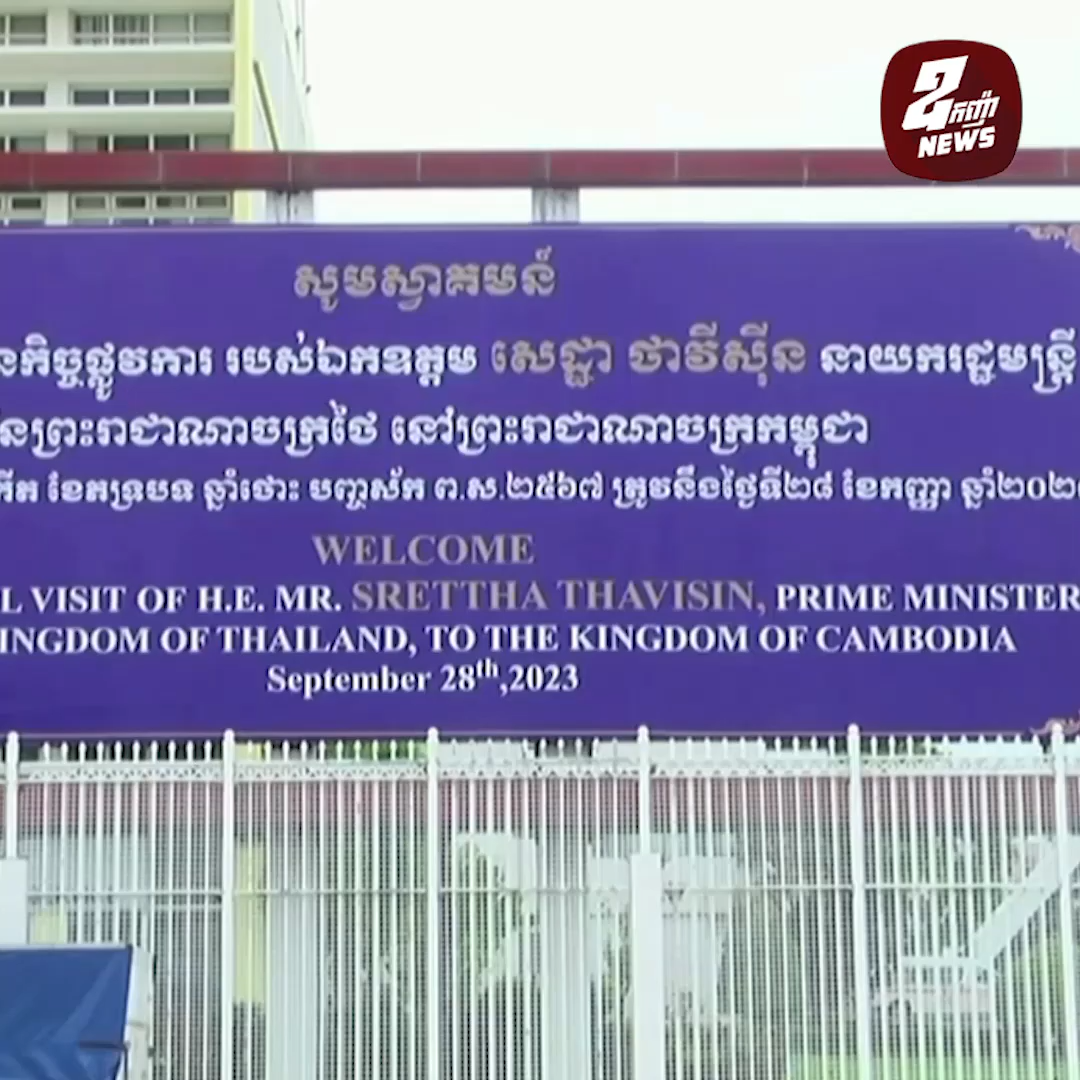 2 កញ្ញា
NEWS
សូមស្វាគមន៍
កិច្ចផ្លូវការ របស់ឯកឧត្តម សេដ្ឋា ថាវីស៊ីន នាយករដ្ឋមន្ត្រី
នៃព្រះរាជាណាចក្រថៃ នៅព្រះរាជាណាចក្រកម្ពុជា
កើត ខែភទ្របទ ឆ្នាំថោះ បញ្ចស័ក ព.ស.២៥៦៧ ត្រូវនឹងថ្ងៃទី២៨ ខែកញ្ញា ឆ្នាំ២០២
WELCOME
L VISIT OF H.E. MR. SRETTHA THAVISIN, PRIME MINISTER
INGDOM OF THAILAND, TO THE KINGDOM OF CAMBODIA
September 28th,2023